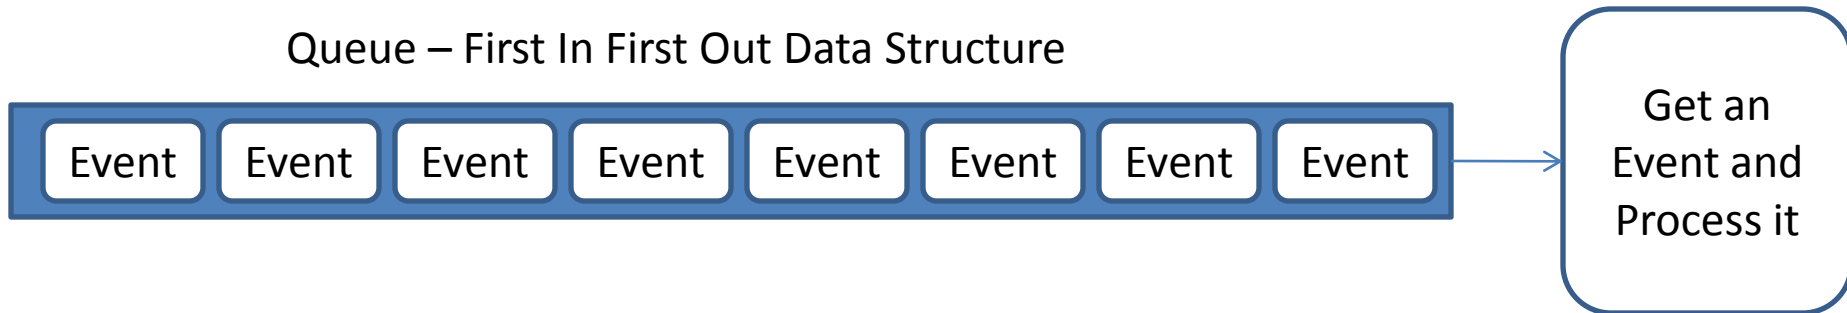 Queue – First In First Out Data Structure
Event Event Event Event Event Event Event Event
Get an
Event and
Process it